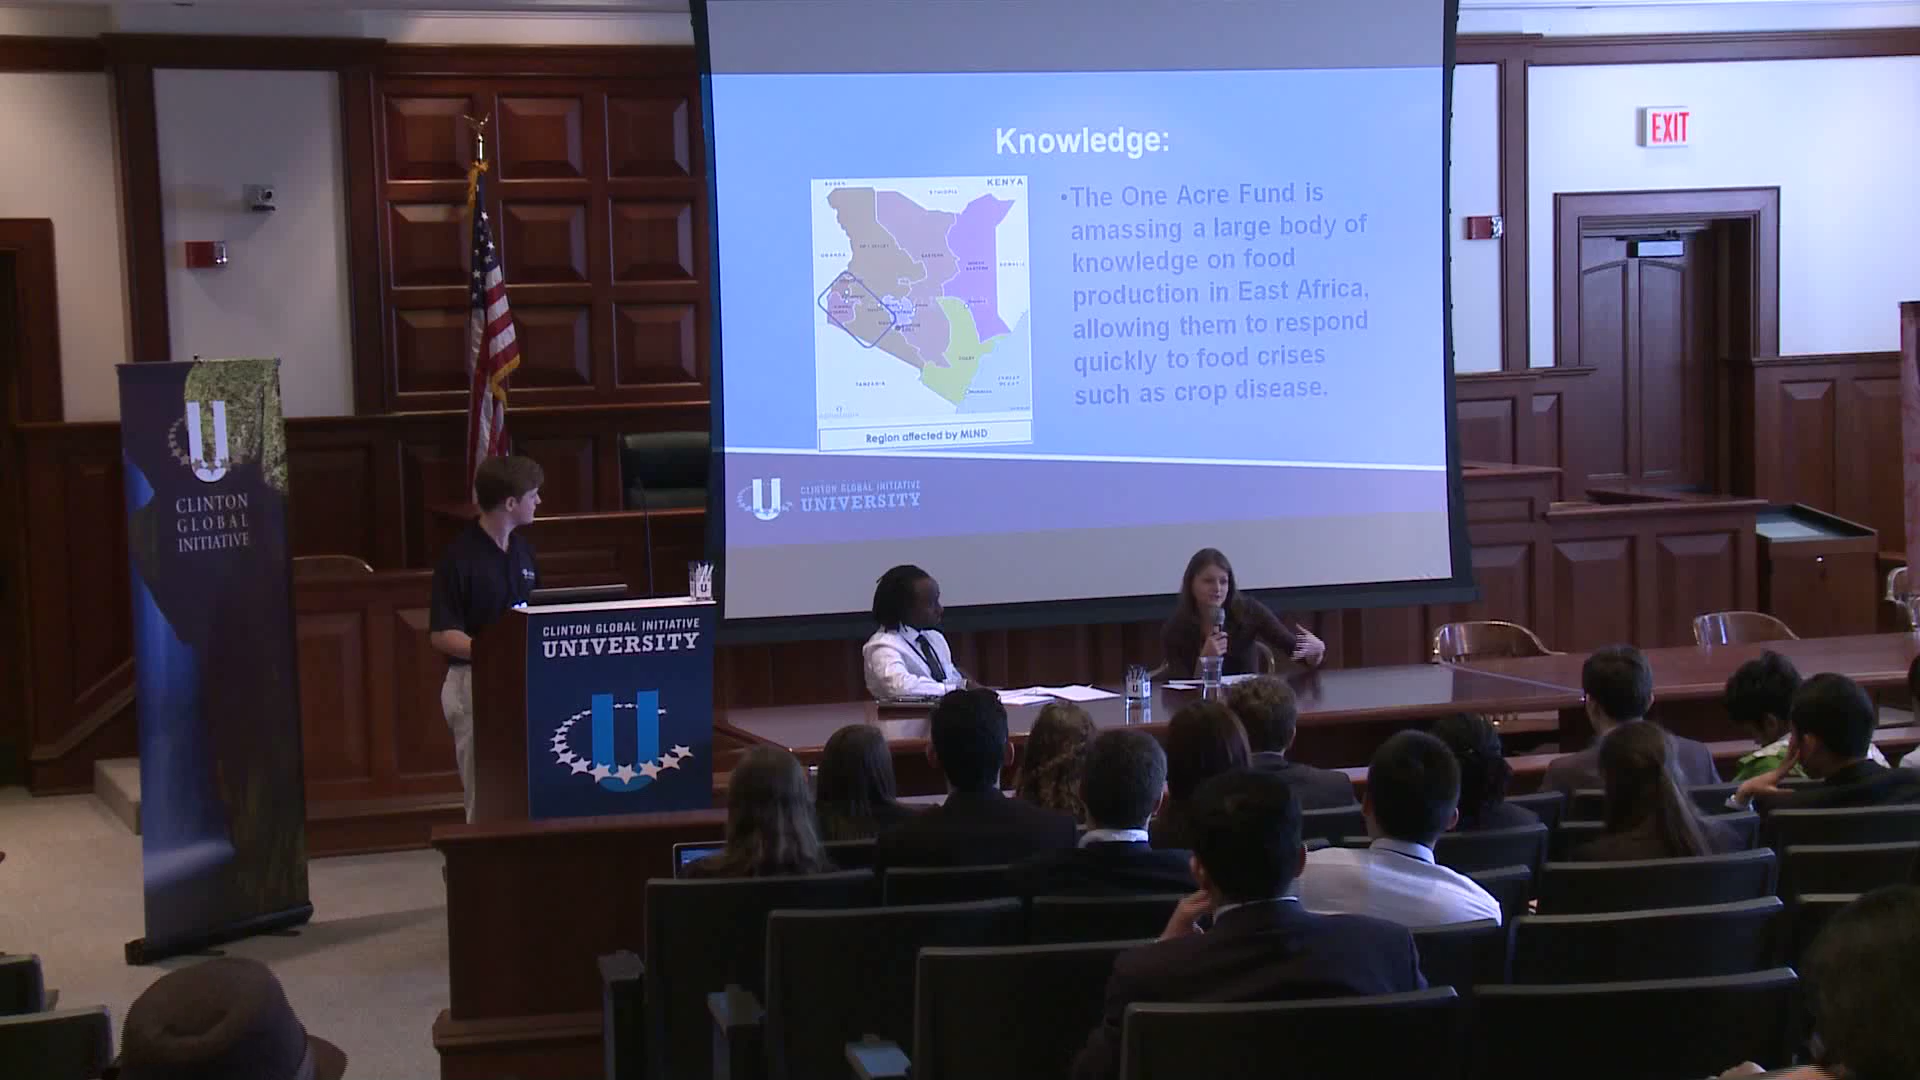 Knowledge:
KENYA
ETHIOPIA
UGANDA
SOMALIA
EASTERN
COAST
TANZANIA
Region affected by MLND
•The One Acre Fund is
amassing a large body of
knowledge on food
production in East Africa,
allowing them to respond
quickly to food crises
such as crop disease.
U
CLINTON GLOBAL INITIATIVE
UNIVERSITY
EXIT
U
CLINTON
GLOBAL
INITIATIVE
CLINTON GLOBAL INITIATIVE
UNIVERSITY
U
U